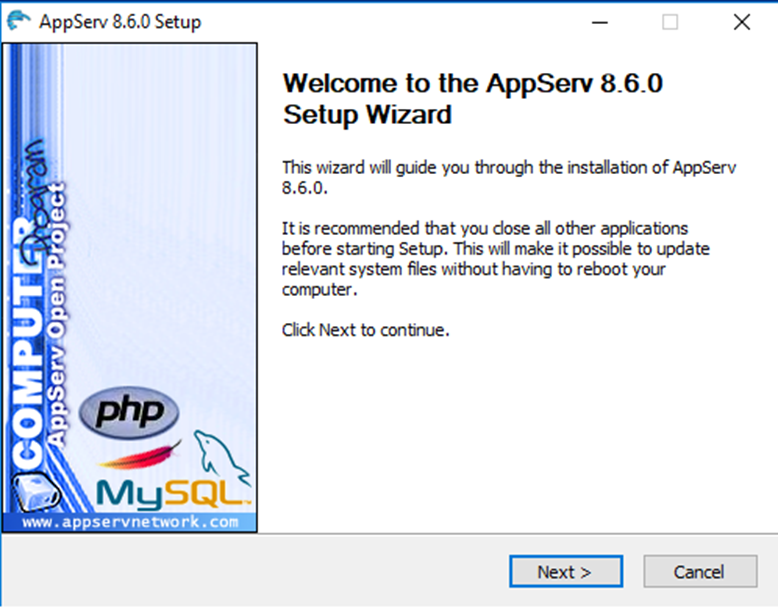 AppServ 8.6.0 Setup
Welcome to the AppServ 8.6.0
Setup Wizard
This wizard will guide you through the installation of AppServ
8.6.0.
It is recommended that you close all other applications
before starting Setup. This will make it possible to update
relevant system files without having to reboot your
computer.
Click Next to continue.
COMPUTER
Program
AppServ Open Project
php
MySQL™
www.appservnetwork.com
Next >
Cancel